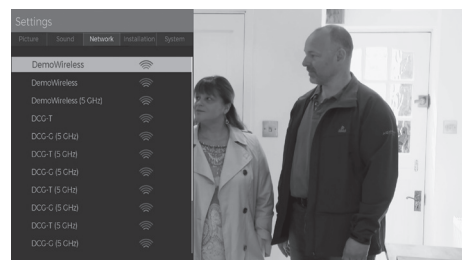 Settings
Picture Sound Network Installation System
DemoWireless
DemoWireless
DemoWireless (5 GHz)
DCG-T
DCG-G (5 GHz)
DCG-T (5 GHz)
DCG-G (5 GHz)
DCG-T (5 GHz)
DCG-G (5 GHz)
DCG-T (5 GHz)
DCG-G (5 GHz)